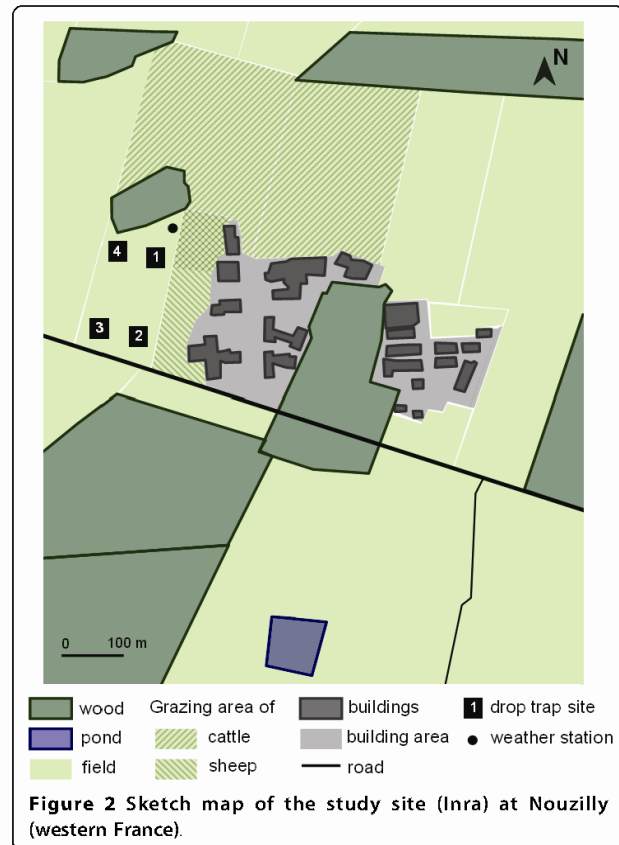 N
4
1
3
2
0 100 m
wood
Grazing area of
buildings
1 drop trap site
pond
cattle
building area
weather station
field
sheep
road
Figure 2 Sketch map of the study site (Inra) at Nouzilly
(western France).